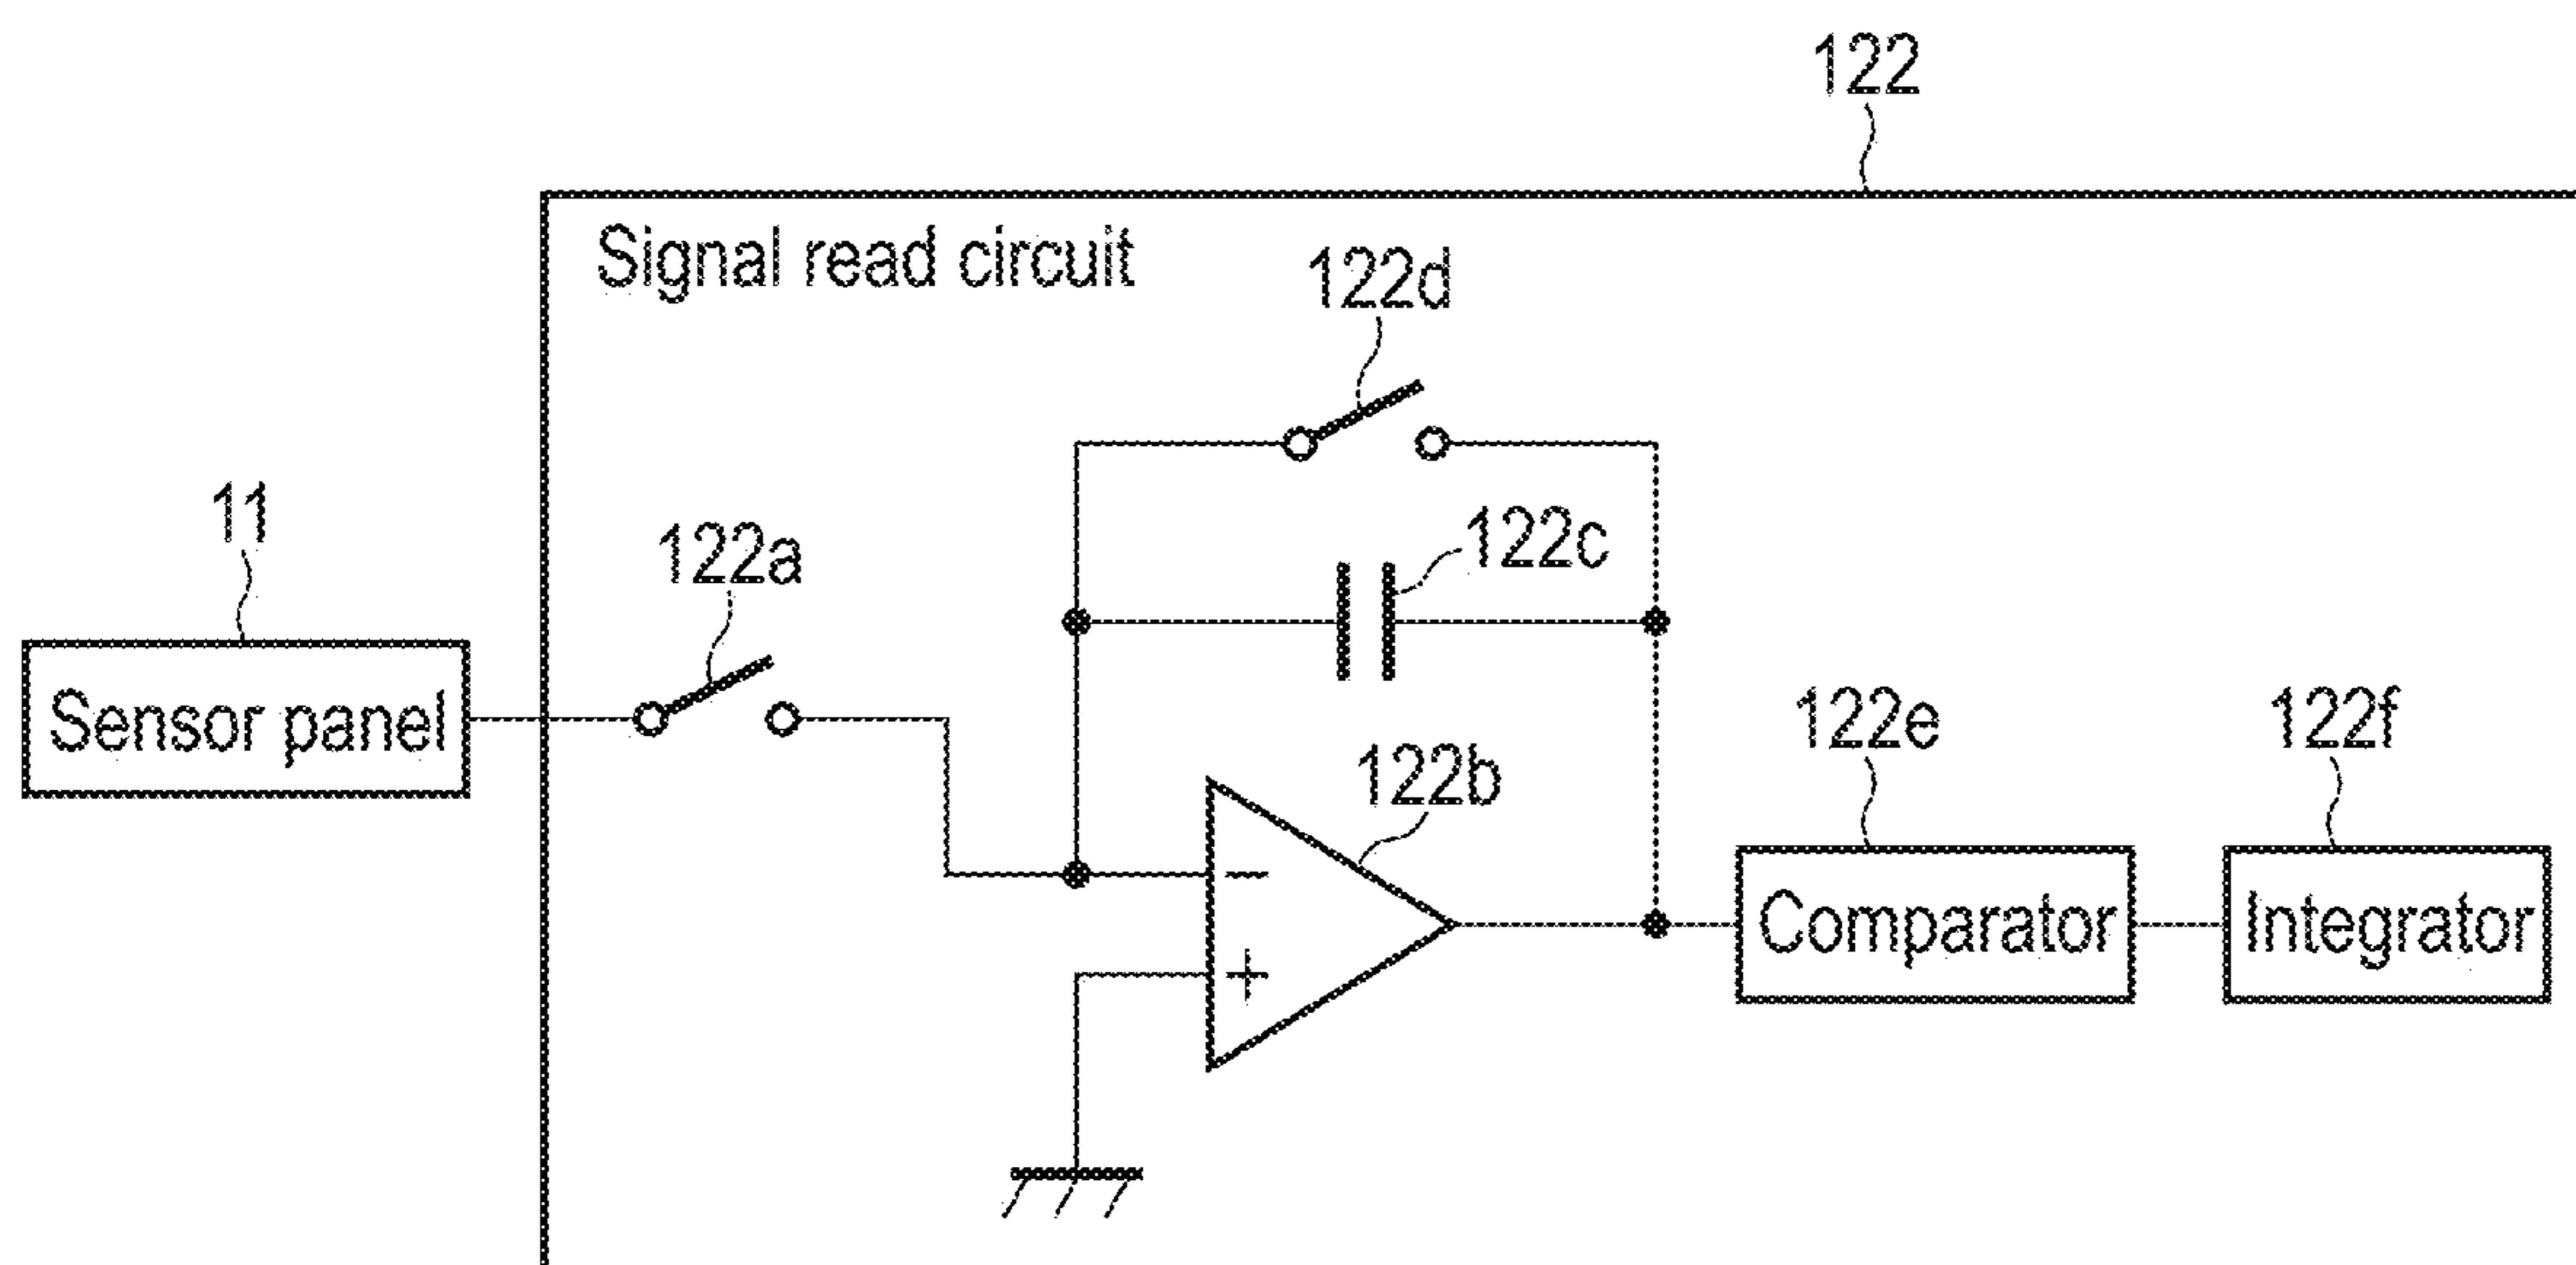 122
Signal read circuit
122d
11
122a
122c
Sensor panel
122b
122e
122f
−
Comparator
Integrator
+